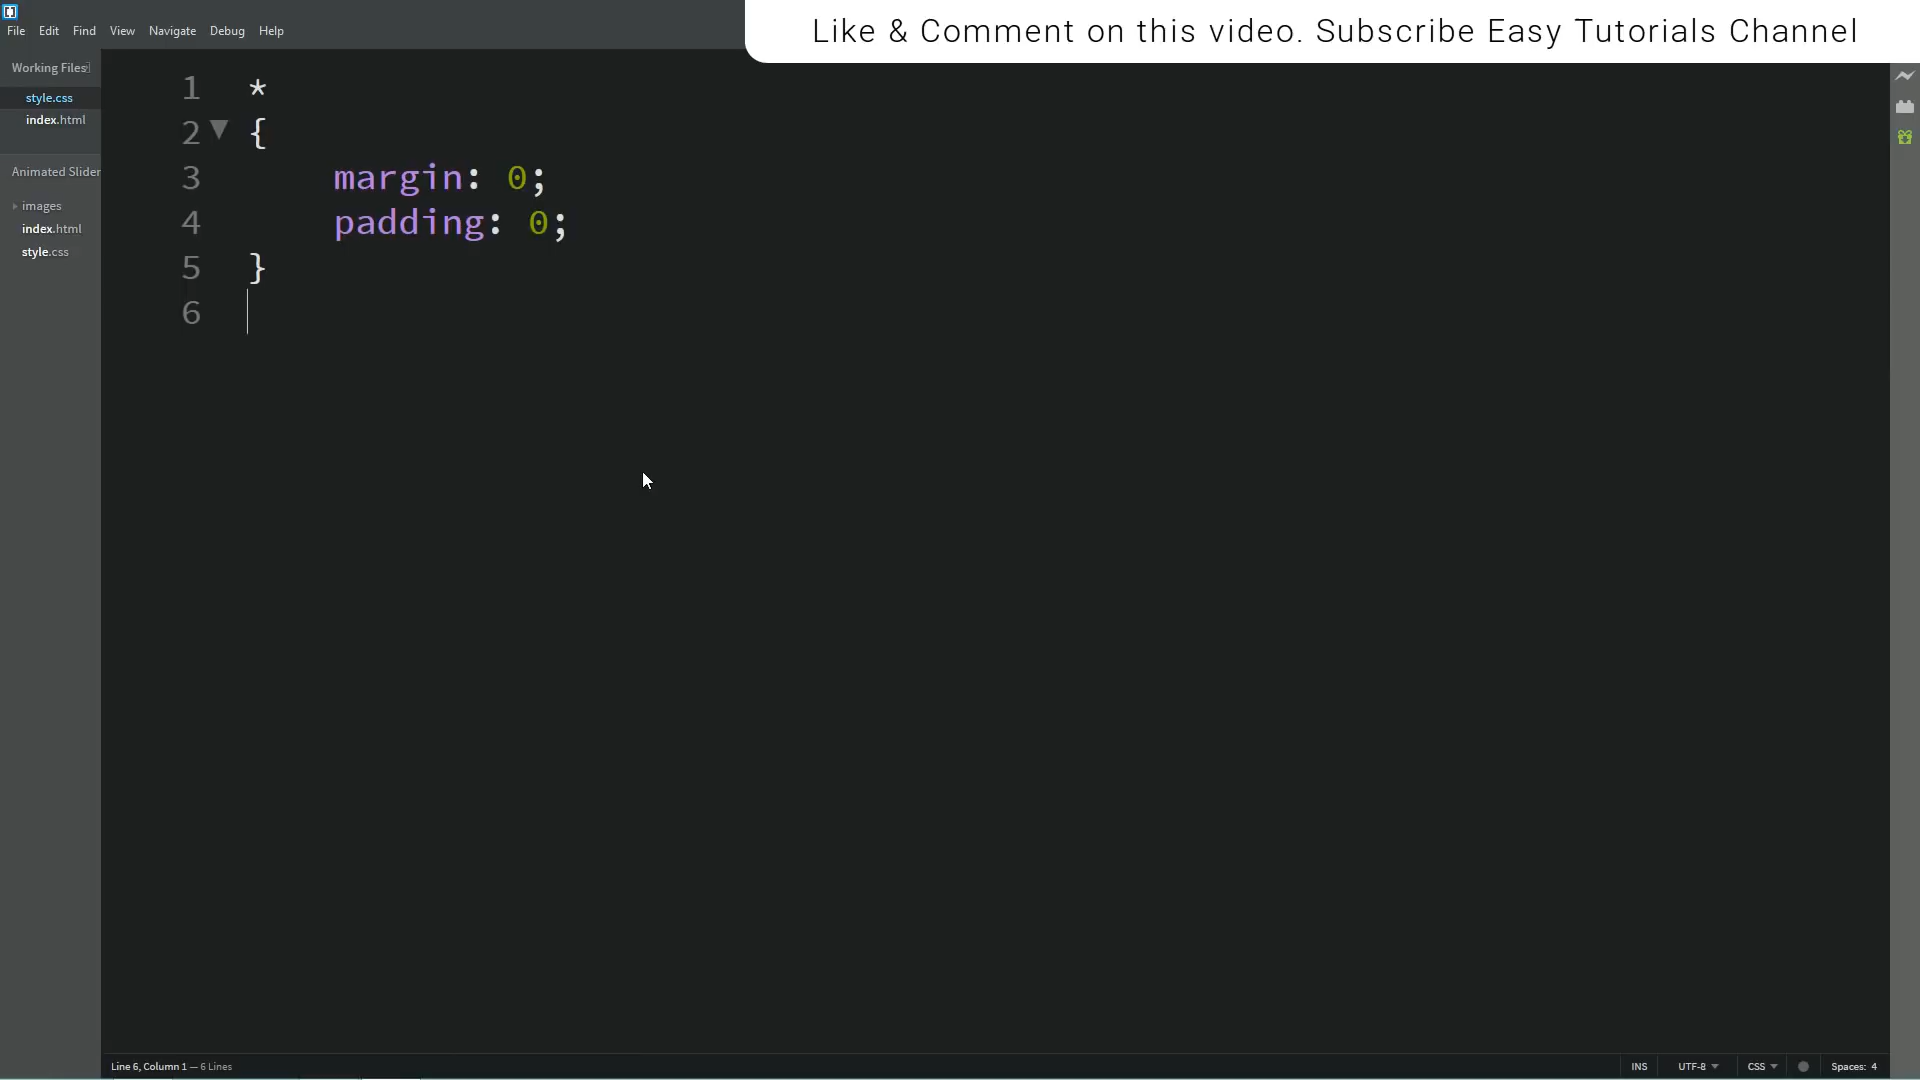 Like & Comment on this video. Subscribe Easy Tutorials Channel
File Edit Find View Navigate Debug Help
Working Files
style.css
index.html
Animated Slider
images
index.html
style.css
1 *
2 {
3 margin: 0;
4 padding: 0;
5 }
6
Line 6, Column 1 — 6 Lines
INS UTF-8 CSS Spaces: 4